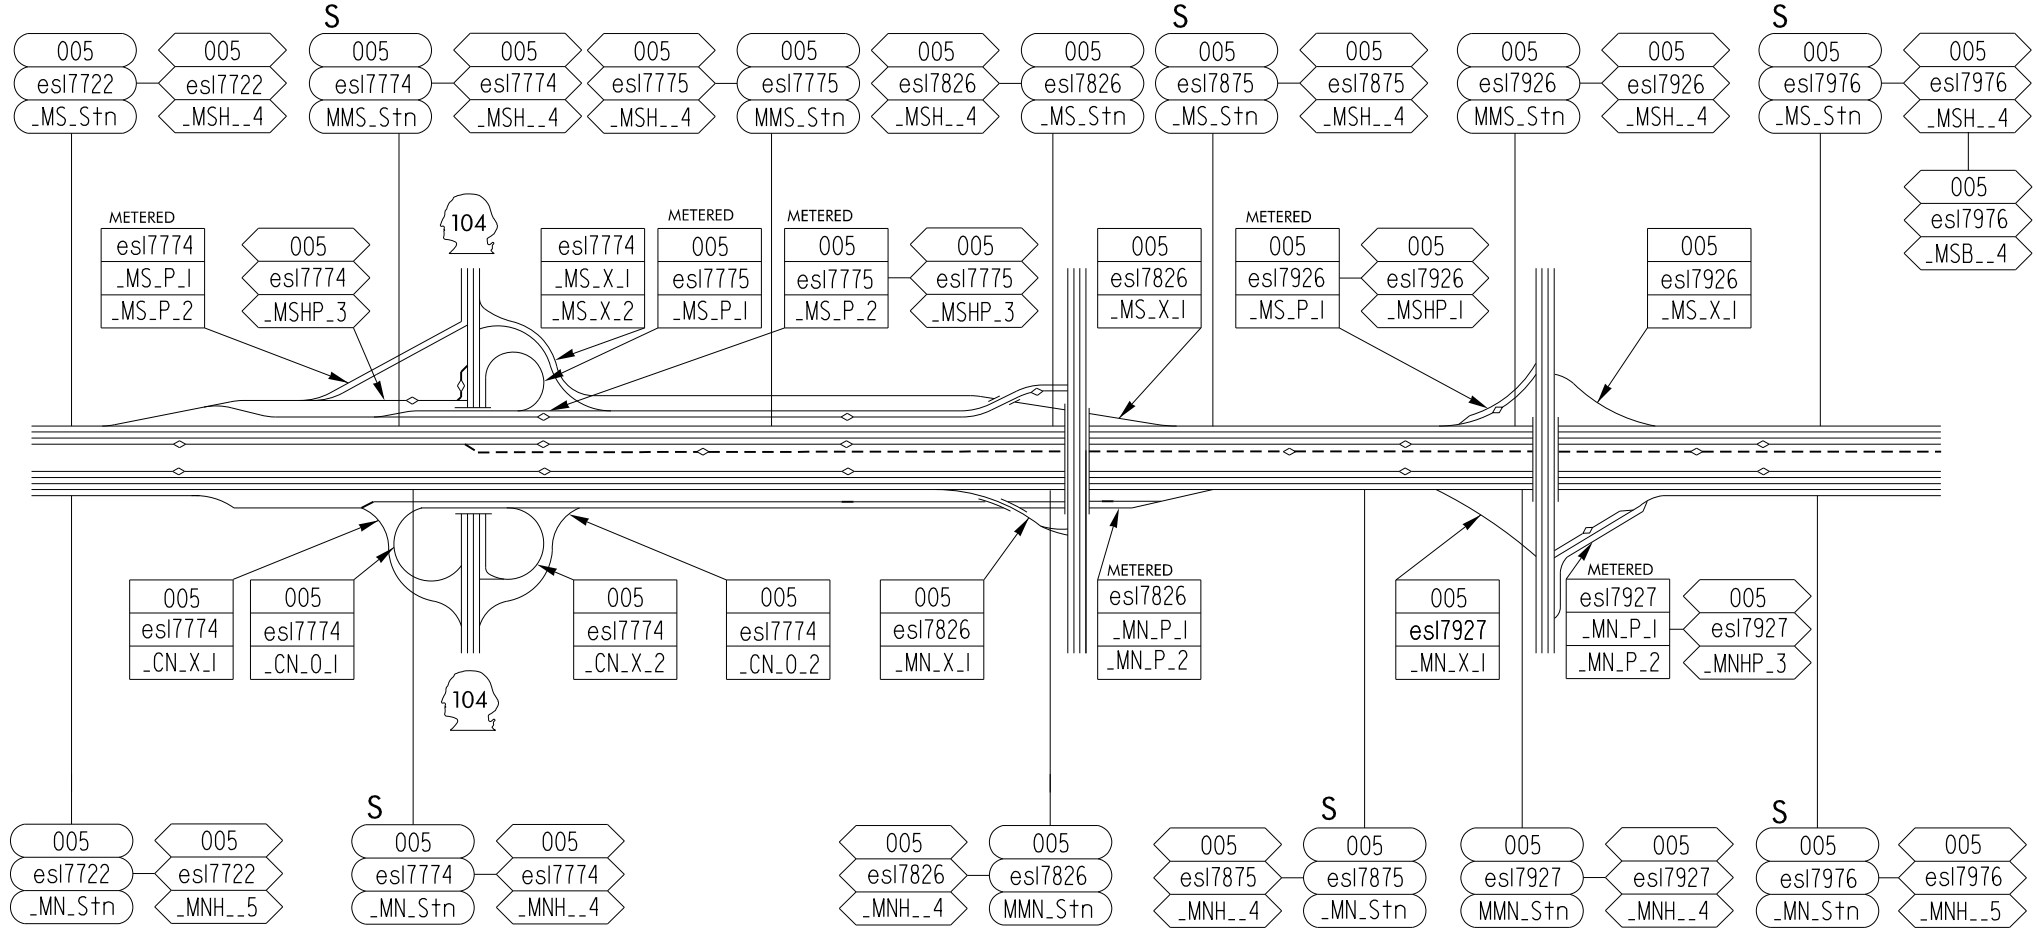 S
S
S
005
esl7722
_MS_Stn
005
esl7722
_MSH__4
005
esl7774
MMS_Stn
005
esl7774
_MSH__4
005
esl7775
_MSH__4
005
esl7775
MMS_Stn
005
esl7826
_MSH__4
005
esl7826
_MS_Stn
005
esl7875
_MS_Stn
005
esl7875
_MSH__4
005
esl7926
MMS_Stn
005
esl7926
_MSH__4
005
esl7976
_MS_Stn
005
esl7976
_MSH__4
005
esl7976
_MSB__4
METERED
esl7774
_MS_P_1
_MS_P_2
005
esl7774
_MSHP_3
104
esl7774
_MS_X_1
_MS_X_2
METERED
005
esl7775
_MS_P_1
METERED
005
esl7775
_MS_P_2
005
esl7775
_MSHP_3
005
esl7826
_MS_X_1
METERED
005
esl7926
_MS_P_1
005
esl7926
_MSHP_1
005
esl7926
_MS_X_1
005
esl7774
_CN_X_1
005
esl7774
_CN_O_1
104
005
esl7774
_CN_X_2
005
esl7774
_CN_O_2
005
esl7826
_MN_X_1
METERED
esl7826
_MN_P_1
_MN_P_2
005
esl7927
_MN_X_1
METERED
esl7927
_MN_P_1
_MN_P_2
005
esl7927
_MNHP_3
S
S
S
005
esl7722
_MN_Stn
005
esl7722
_MNH__5
005
esl7774
_MN_Stn
005
esl7774
_MNH__4
005
esl7826
_MNH__4
005
esl7826
MMN_Stn
005
esl7875
_MNH__4
005
esl7875
_MN_Stn
005
esl7927
MMN_Stn
005
esl7927
_MNH__4
005
esl7976
_MN_Stn
005
esl7976
_MNH__5